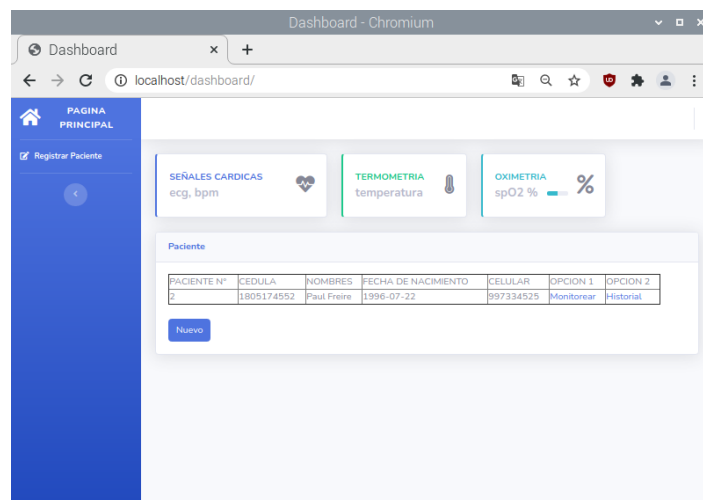 Dashboard - Chromium
Dashboard
localhost/dashboard/
PAGINA
PRINCIPAL
Registrar Paciente
SEÑALES CARDICAS
ecg, bpm
TERMOMETRIA
temperatura
OXIMETRIA
spO2 % %
Paciente
PACIENTE N° CEDULA NOMBRES FECHA DE NACIMIENTO CELULAR OPCION 1 OPCION 2
2 1805174552 Paul Freire 1996-07-22 997334525 Monitorear Historial
Nuevo